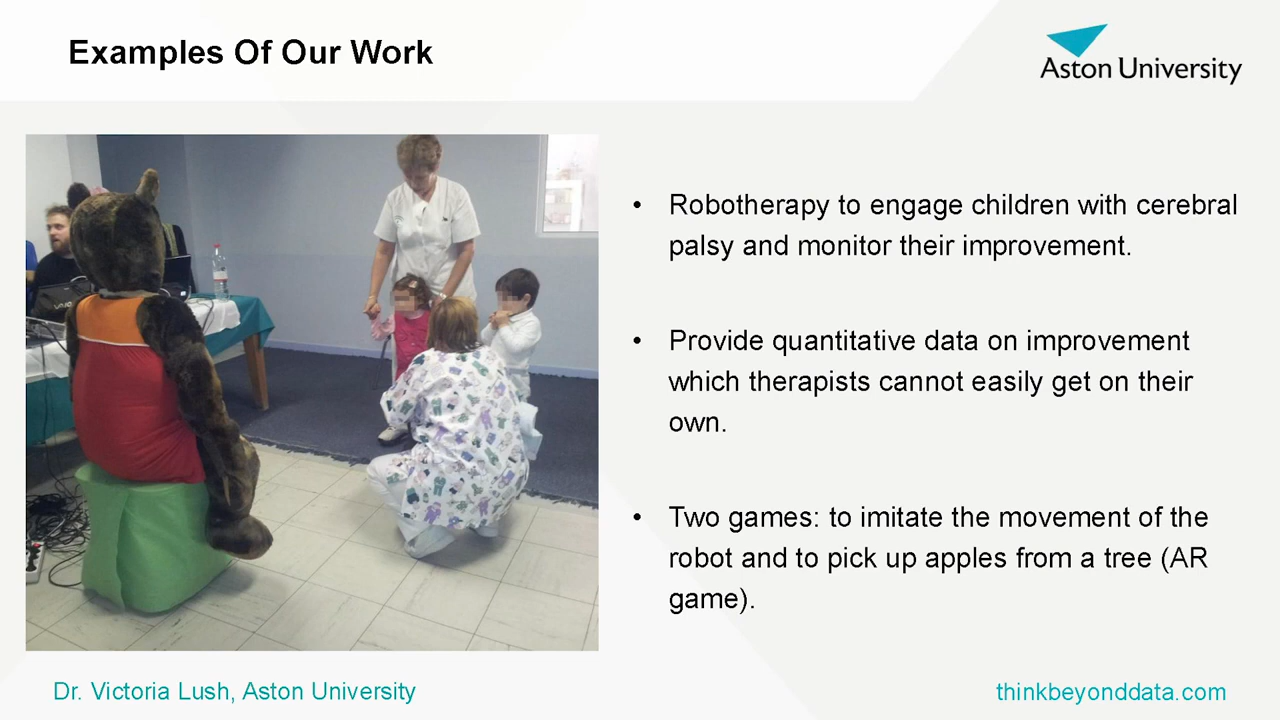 Examples Of Our Work
Aston University
• Robotherapy to engage children with cerebral
palsy and monitor their improvement.
• Provide quantitative data on improvement
which therapists cannot easily get on their
own.
• Two games: to imitate the movement of the
robot and to pick up apples from a tree (AR
game).
Dr. Victoria Lush, Aston University
thinkbeyonddata.com